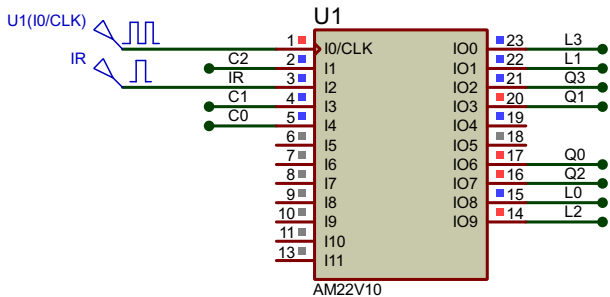 U1
U1(I0/CLK)
1 I0/CLK IO0 23 L3
C2 2 I1 IO1 22 L1
IR
IR 3 I2 IO2 21 Q3
C1 4 I3 IO3 20 Q1
C0 5 I4 IO4 19
6 I5 IO5 18
7 I6 IO6 17 Q0
8 I7 IO7 16 Q2
9 I8 IO8 15 L0
10 I9 IO9 14 L2
11 I10
13 I11
AM22V10